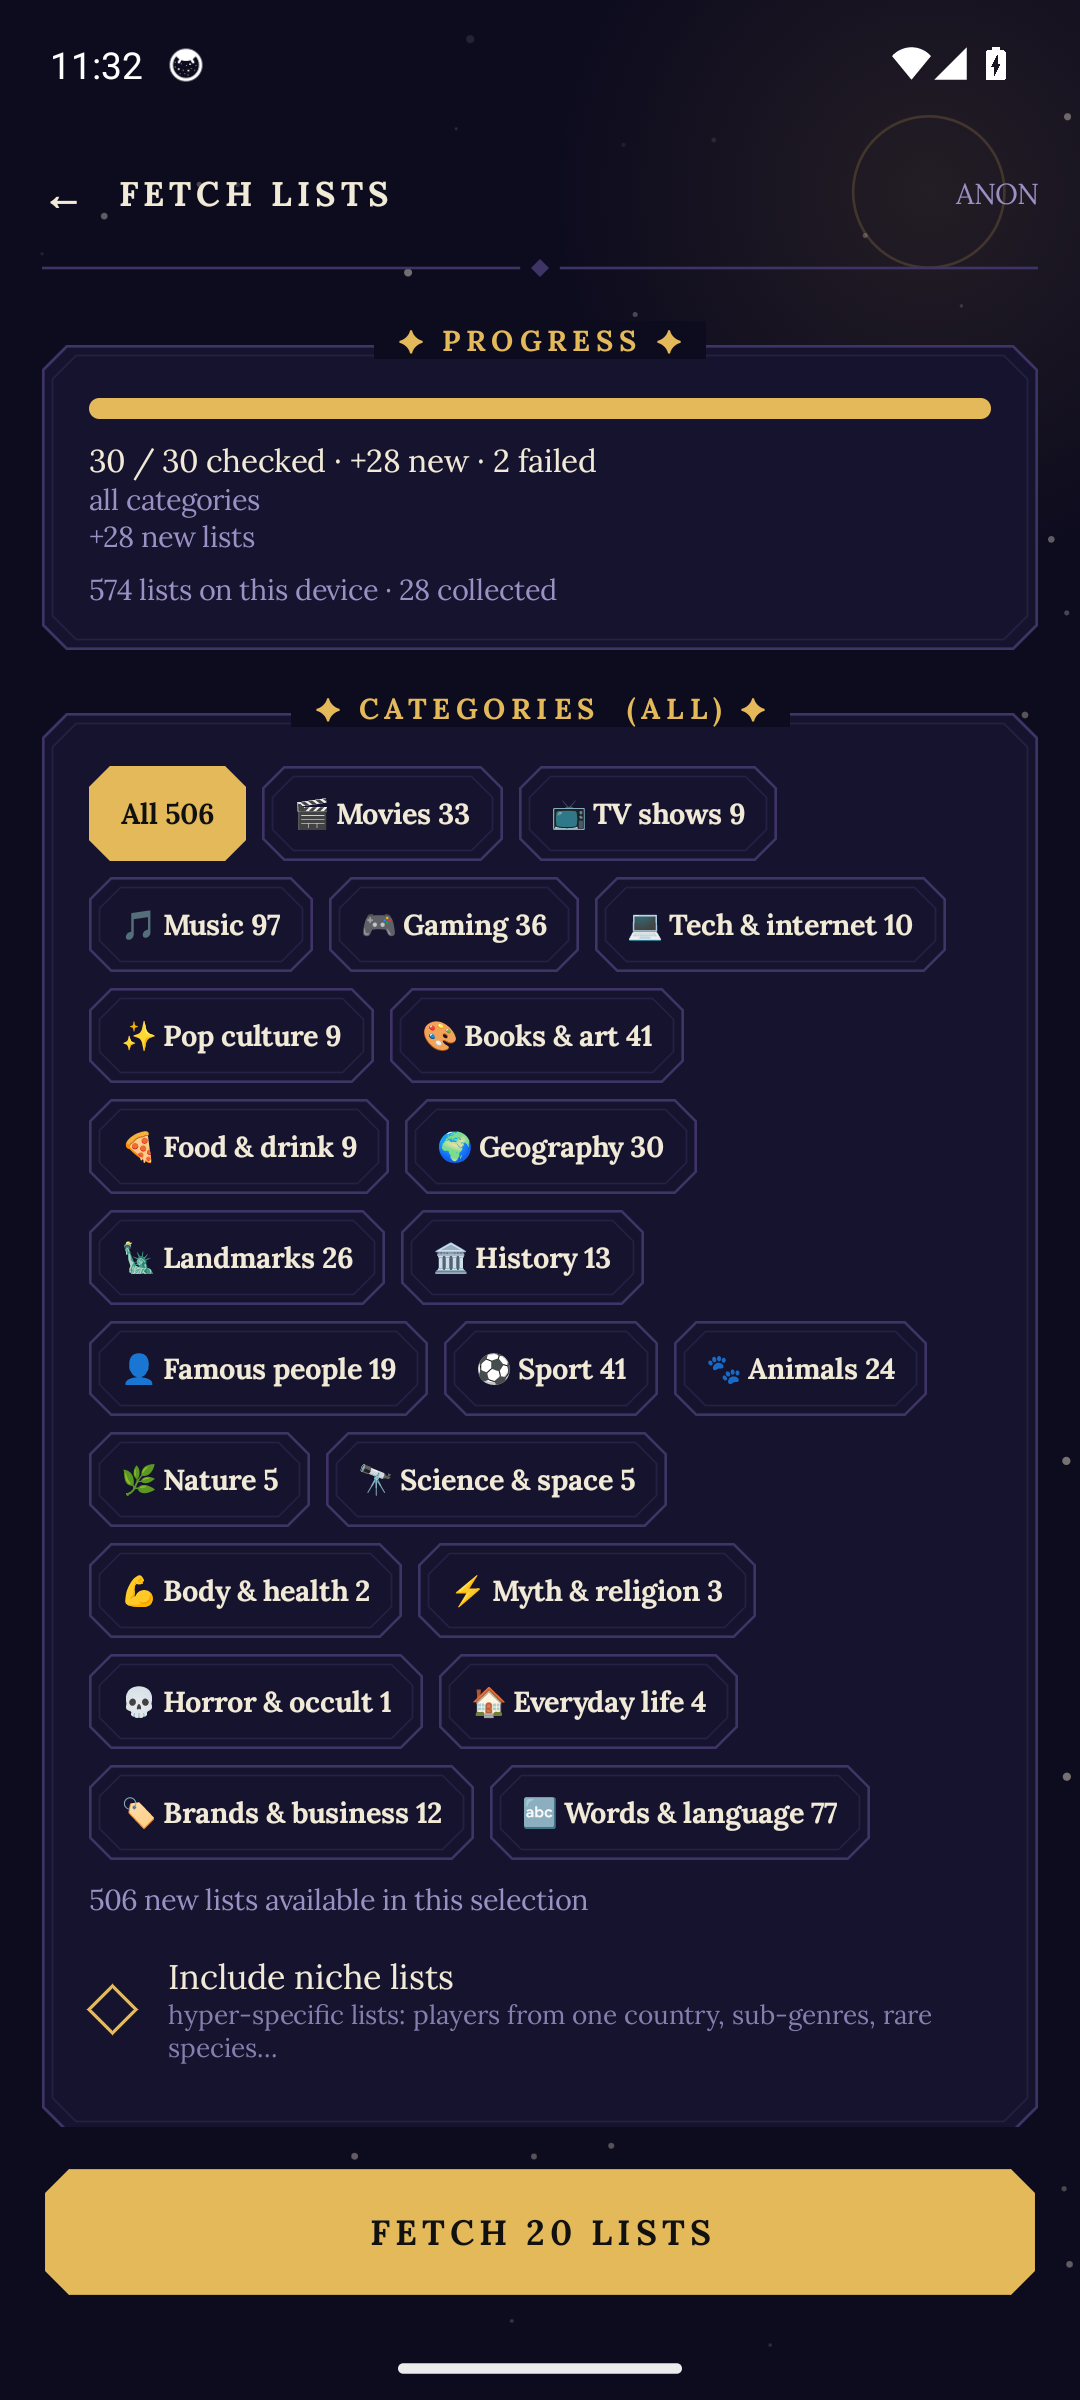 11:32
← FETCH LISTS
ANON
✦ PROGRESS ✦
30 / 30 checked · +28 new · 2 failed
all categories
+28 new lists
574 lists on this device · 28 collected
✦ CATEGORIES (ALL) ✦
All 506
🎬 Movies 33
📺 TV shows 9
🎵 Music 97
🎮 Gaming 36
💻 Tech & internet 10
✨ Pop culture 9
🎨 Books & art 41
🍕 Food & drink 9
🌍 Geography 30
🗽 Landmarks 26
🏛️ History 13
👤 Famous people 19
⚽ Sport 41
🐾 Animals 24
🌿 Nature 5
🔭 Science & space 5
💪 Body & health 2
⚡ Myth & religion 3
💀 Horror & occult 1
🏠 Everyday life 4
🏷️ Brands & business 12
🔤 Words & language 77
506 new lists available in this selection
Include niche lists
hyper-specific lists: players from one country, sub-genres, rare
species...
FETCH 20 LISTS